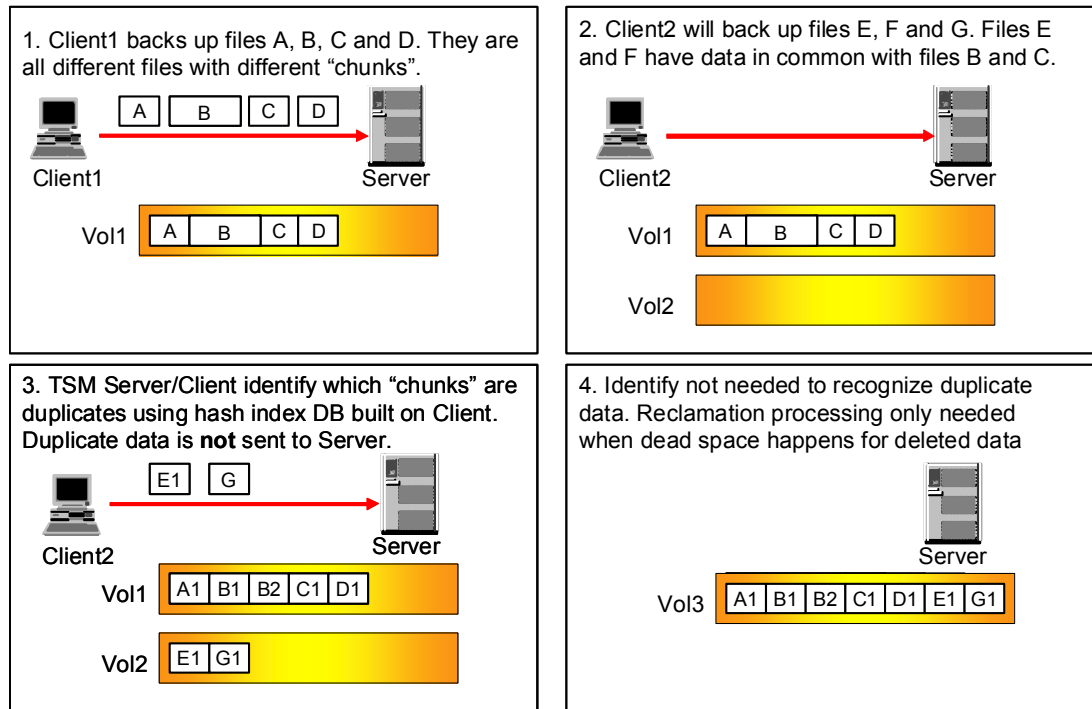 1. Client1 backs up files A, B, C and D. They are
all different files with different “chunks”.
A B C D
Client1 Server
Vol1 A B C D
2. Client2 will back up files E, F and G. Files E
and F have data in common with files B and C.
Client2 Server
Vol1 A B C D
Vol2
3. TSM Server/Client identify which “chunks” are
duplicates using hash index DB built on Client.
Duplicate data is not sent to Server.
E1 G
Client2 Server
Vol1 A1 B1 B2 C1 D1
Vol2 E1 G1
4. Identify not needed to recognize duplicate
data. Reclamation processing only needed
when dead space happens for deleted data
Server
Vol3 A1 B1 B2 C1 D1 E1 G1